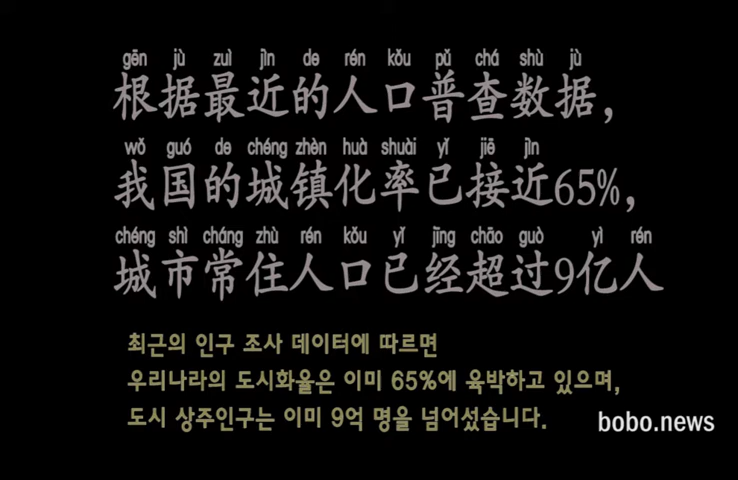 gēn jù zuì jìn de rén kǒu pǔ chá shù jù
根据最近的人口普查数据，
wǒ guó de chéng zhèn huà shuài yǐ jiē jìn
我国的城镇化率已接近65%，
chéng shì cháng zhù rén kǒu yǐ jīng chāo guò yì rén
城市常住人口已经超过9亿人
최근의 인구 조사 데이터에 따르면
우리나라의 도시화율은 이미 65%에 육박하고 있으며,
도시 상주인구는 이미 9억 명을 넘어섰습니다.
bobo.news